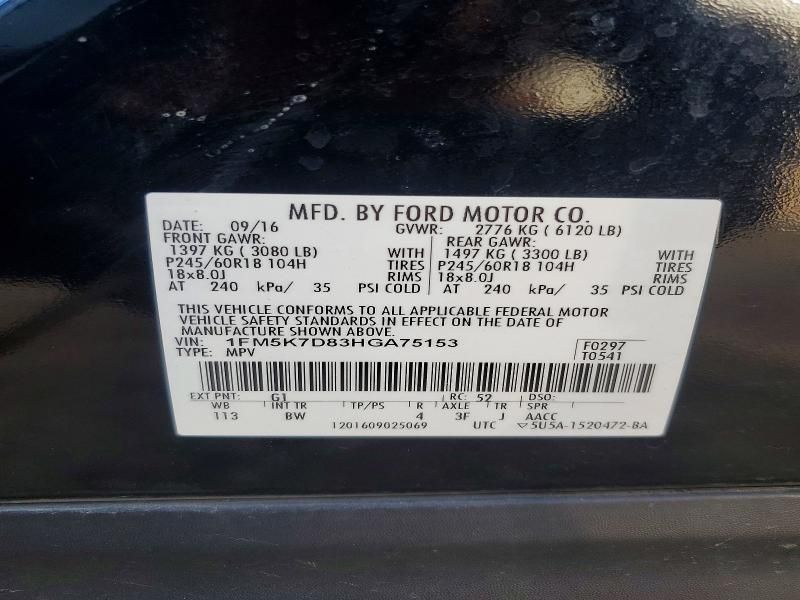 MFD. BY FORD MOTOR CO.
DATE: 09/16 GVWR: 2776 KG ( 6120 LB)
FRONT GAWR: REAR GAWR:
1397 KG ( 3080 LB) WITH 1497 KG ( 3300 LB) WITH
P245/60R18 104H TIRES P245/60R18 104H TIRES
18x8.0J RIMS 18x8.0J RIMS
AT 240 kPa/ 35 PSI COLD AT 240 kPa/ 35 PSI COLD
THIS VEHICLE CONFORMS TO ALL APPLICABLE FEDERAL MOTOR
VEHICLE SAFETY STANDARDS IN EFFECT ON THE DATE OF
MANUFACTURE SHOWN ABOVE.
VIN: 1FM5K7D83HGA75153 F0297
TYPE: MPV T0541
EXT PNT: G1 RC: 52 DSO:
WB INT TR TP/PS R AXLE TR SPR
113 BW 4 3F J AACC
1201609025069 UTC ▽5U5A-1520472-BA